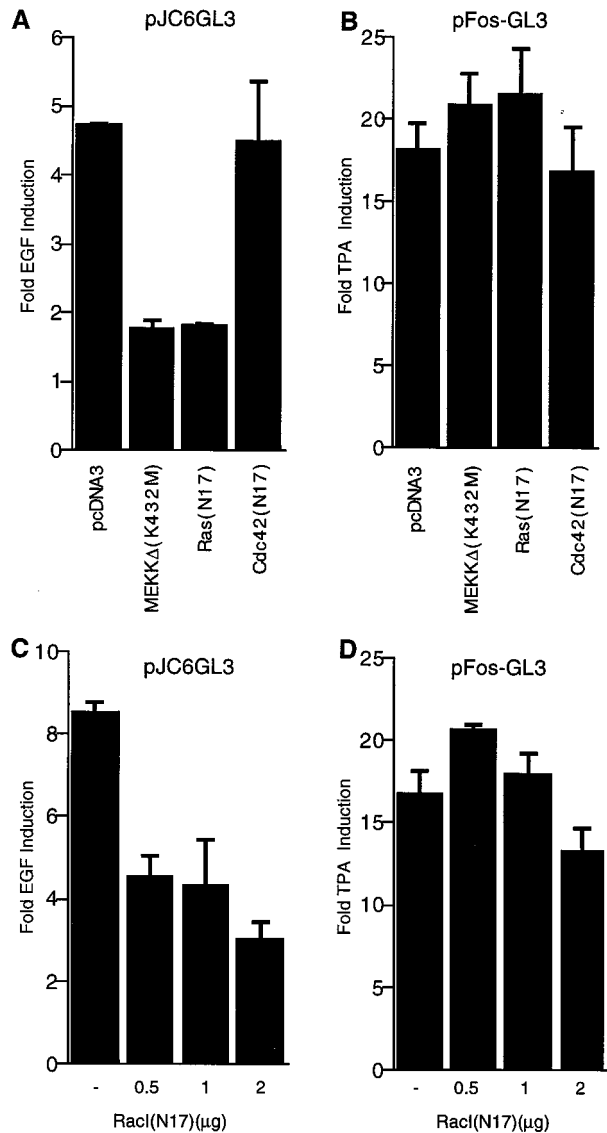 A
pJC6GL3
Fold EGF Induction
6
5
4
3
2
1
0
pcDNA3
MEKKΔ(K432M)
Ras(N17)
Cdc42(N17)
B
pFos-GL3
Fold TPA Induction
25
20
15
10
5
0
pcDNA3
MEKKΔ(K432M)
Ras(N17)
Cdc42(N17)
C
pJC6GL3
Fold EGF Induction
10
8
6
4
2
0
- 0.5 1 2
RacI(N17)(μg)
D
pFos-GL3
Fold TPA Induction
25
20
15
10
5
0
- 0.5 1 2
RacI(N17)(μg)